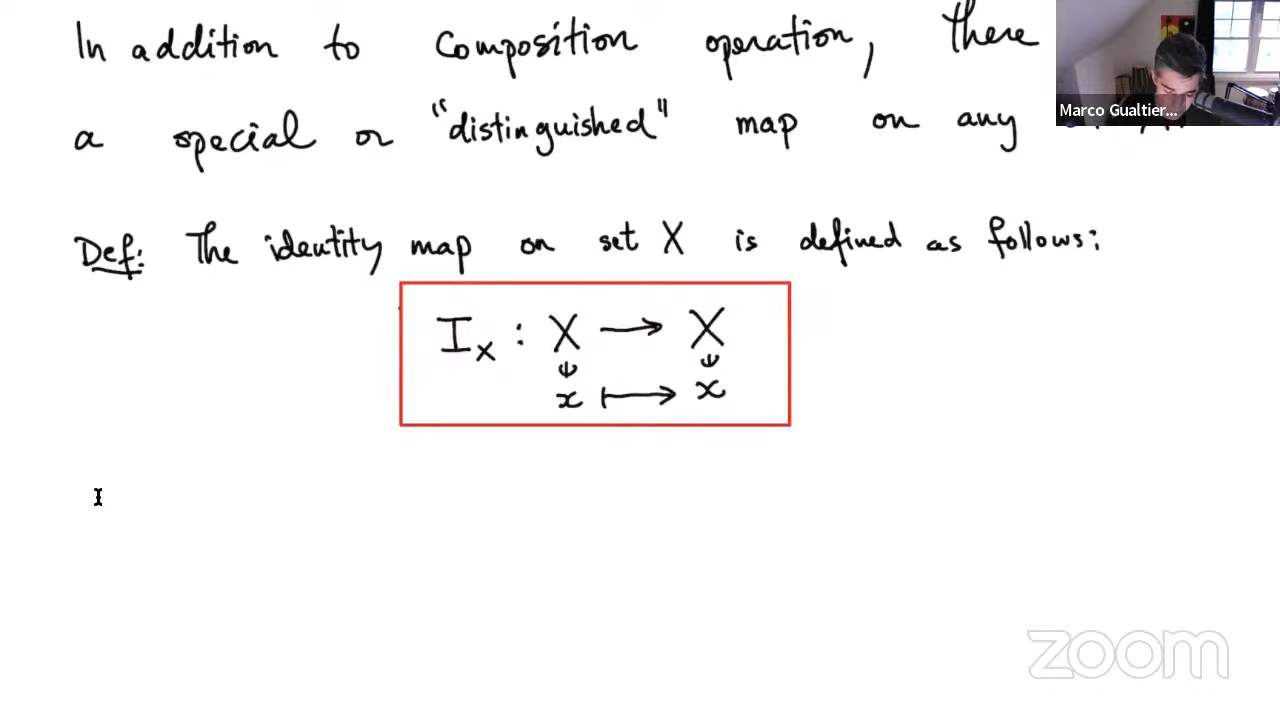 In addition to composition operation, there
a special or "distinguished" map on any
Marco Gualtier...
Def: The identity map on set X is defined as follows:
I_X : X → X
x ↦ x
zoom